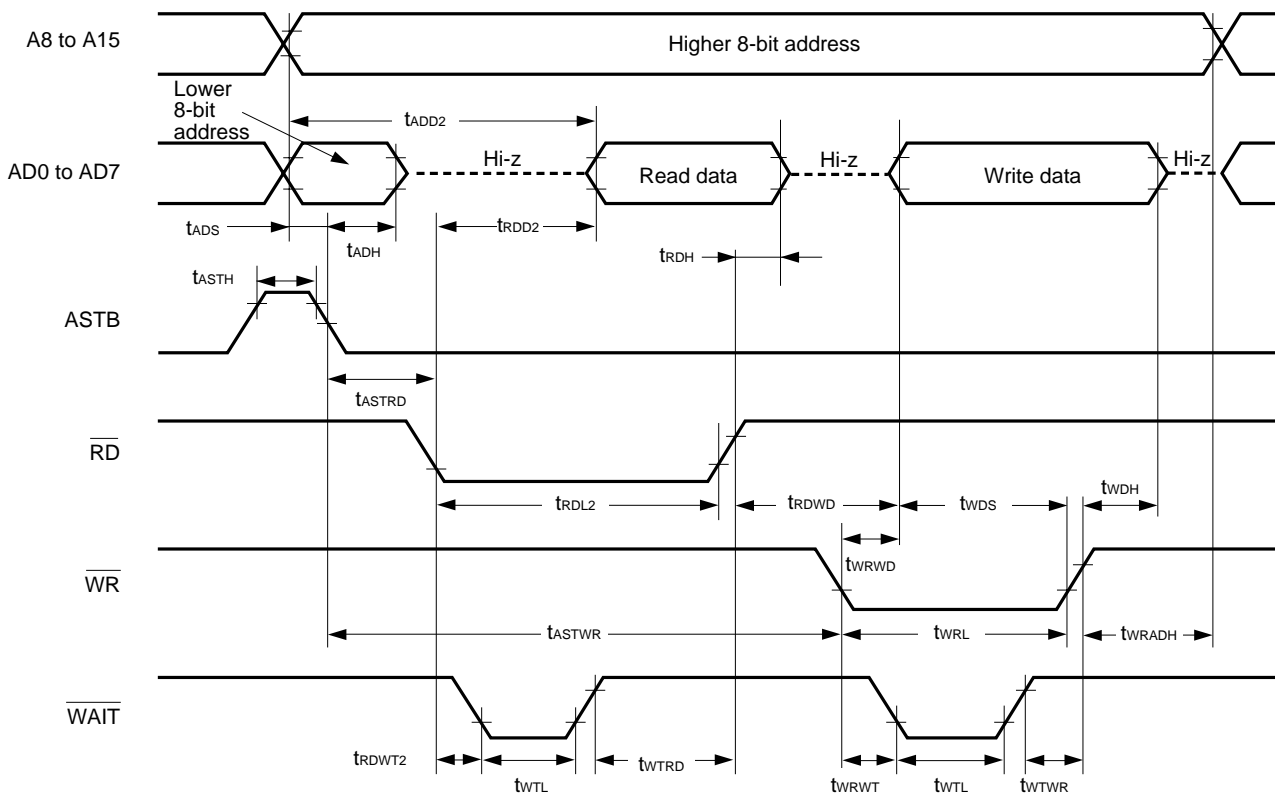 A8 to A15
Higher 8-bit address
Lower
8-bit
address
tADD2
AD0 to AD7
Hi-z
Read data
Hi-z
Write data
Hi-z
tADS
tADH
tRDD2
tRDH
tASTH
ASTB
tASTRD
RD
tRDL2
tRDWD
tWDS
tWDH
WR
tWRWD
tASTWR
tWRL
tWRADH
WAIT
tRDWT2
tWTL
tWTRD
tWRWT
tWTL
tWTWR